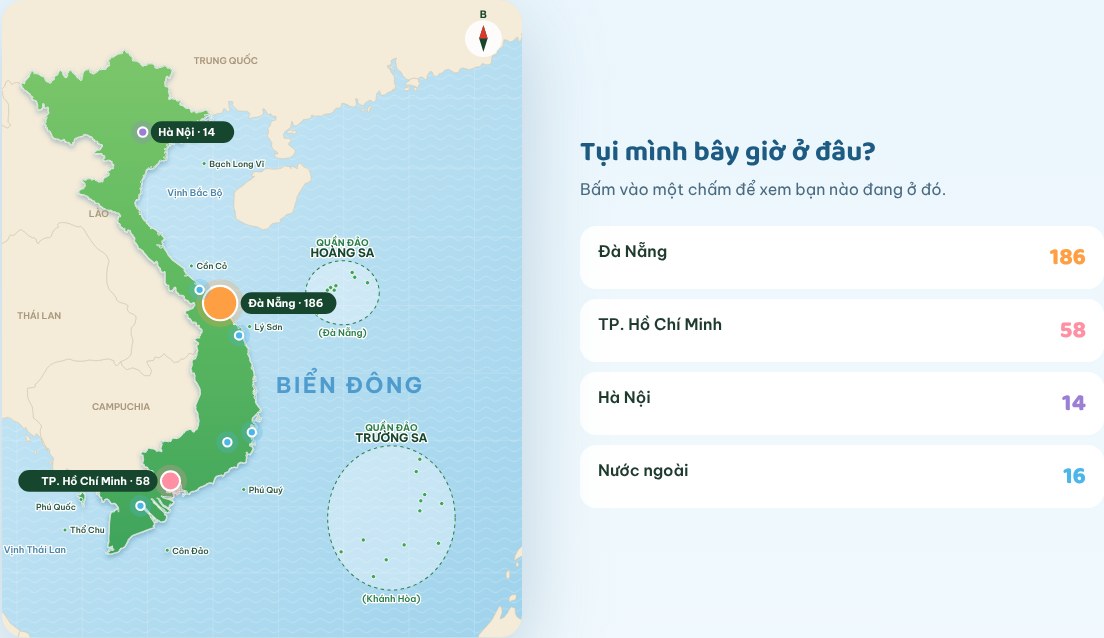 B
TRUNG QUỐC
Hà Nội · 14
Bạch Long Vĩ
Vịnh Bắc Bộ
LÀO
QUẦN ĐẢO
HOÀNG SA
Cồn Cỏ
Đà Nẵng · 186
THÁI LAN
Lý Sơn
(Đà Nẵng)
BIỂN ĐÔNG
CAMPUCHIA
QUẦN ĐẢO
TRƯỜNG SA
TP. Hồ Chí Minh · 58
Phú Quý
Phú Quốc
Thổ Chu
Vịnh Thái Lan
Côn Đảo
(Khánh Hòa)
Tụi mình bây giờ ở đâu?
Bấm vào một chấm để xem bạn nào đang ở đó.
Đà Nẵng
186
TP. Hồ Chí Minh
58
Hà Nội
14
Nước ngoài
16